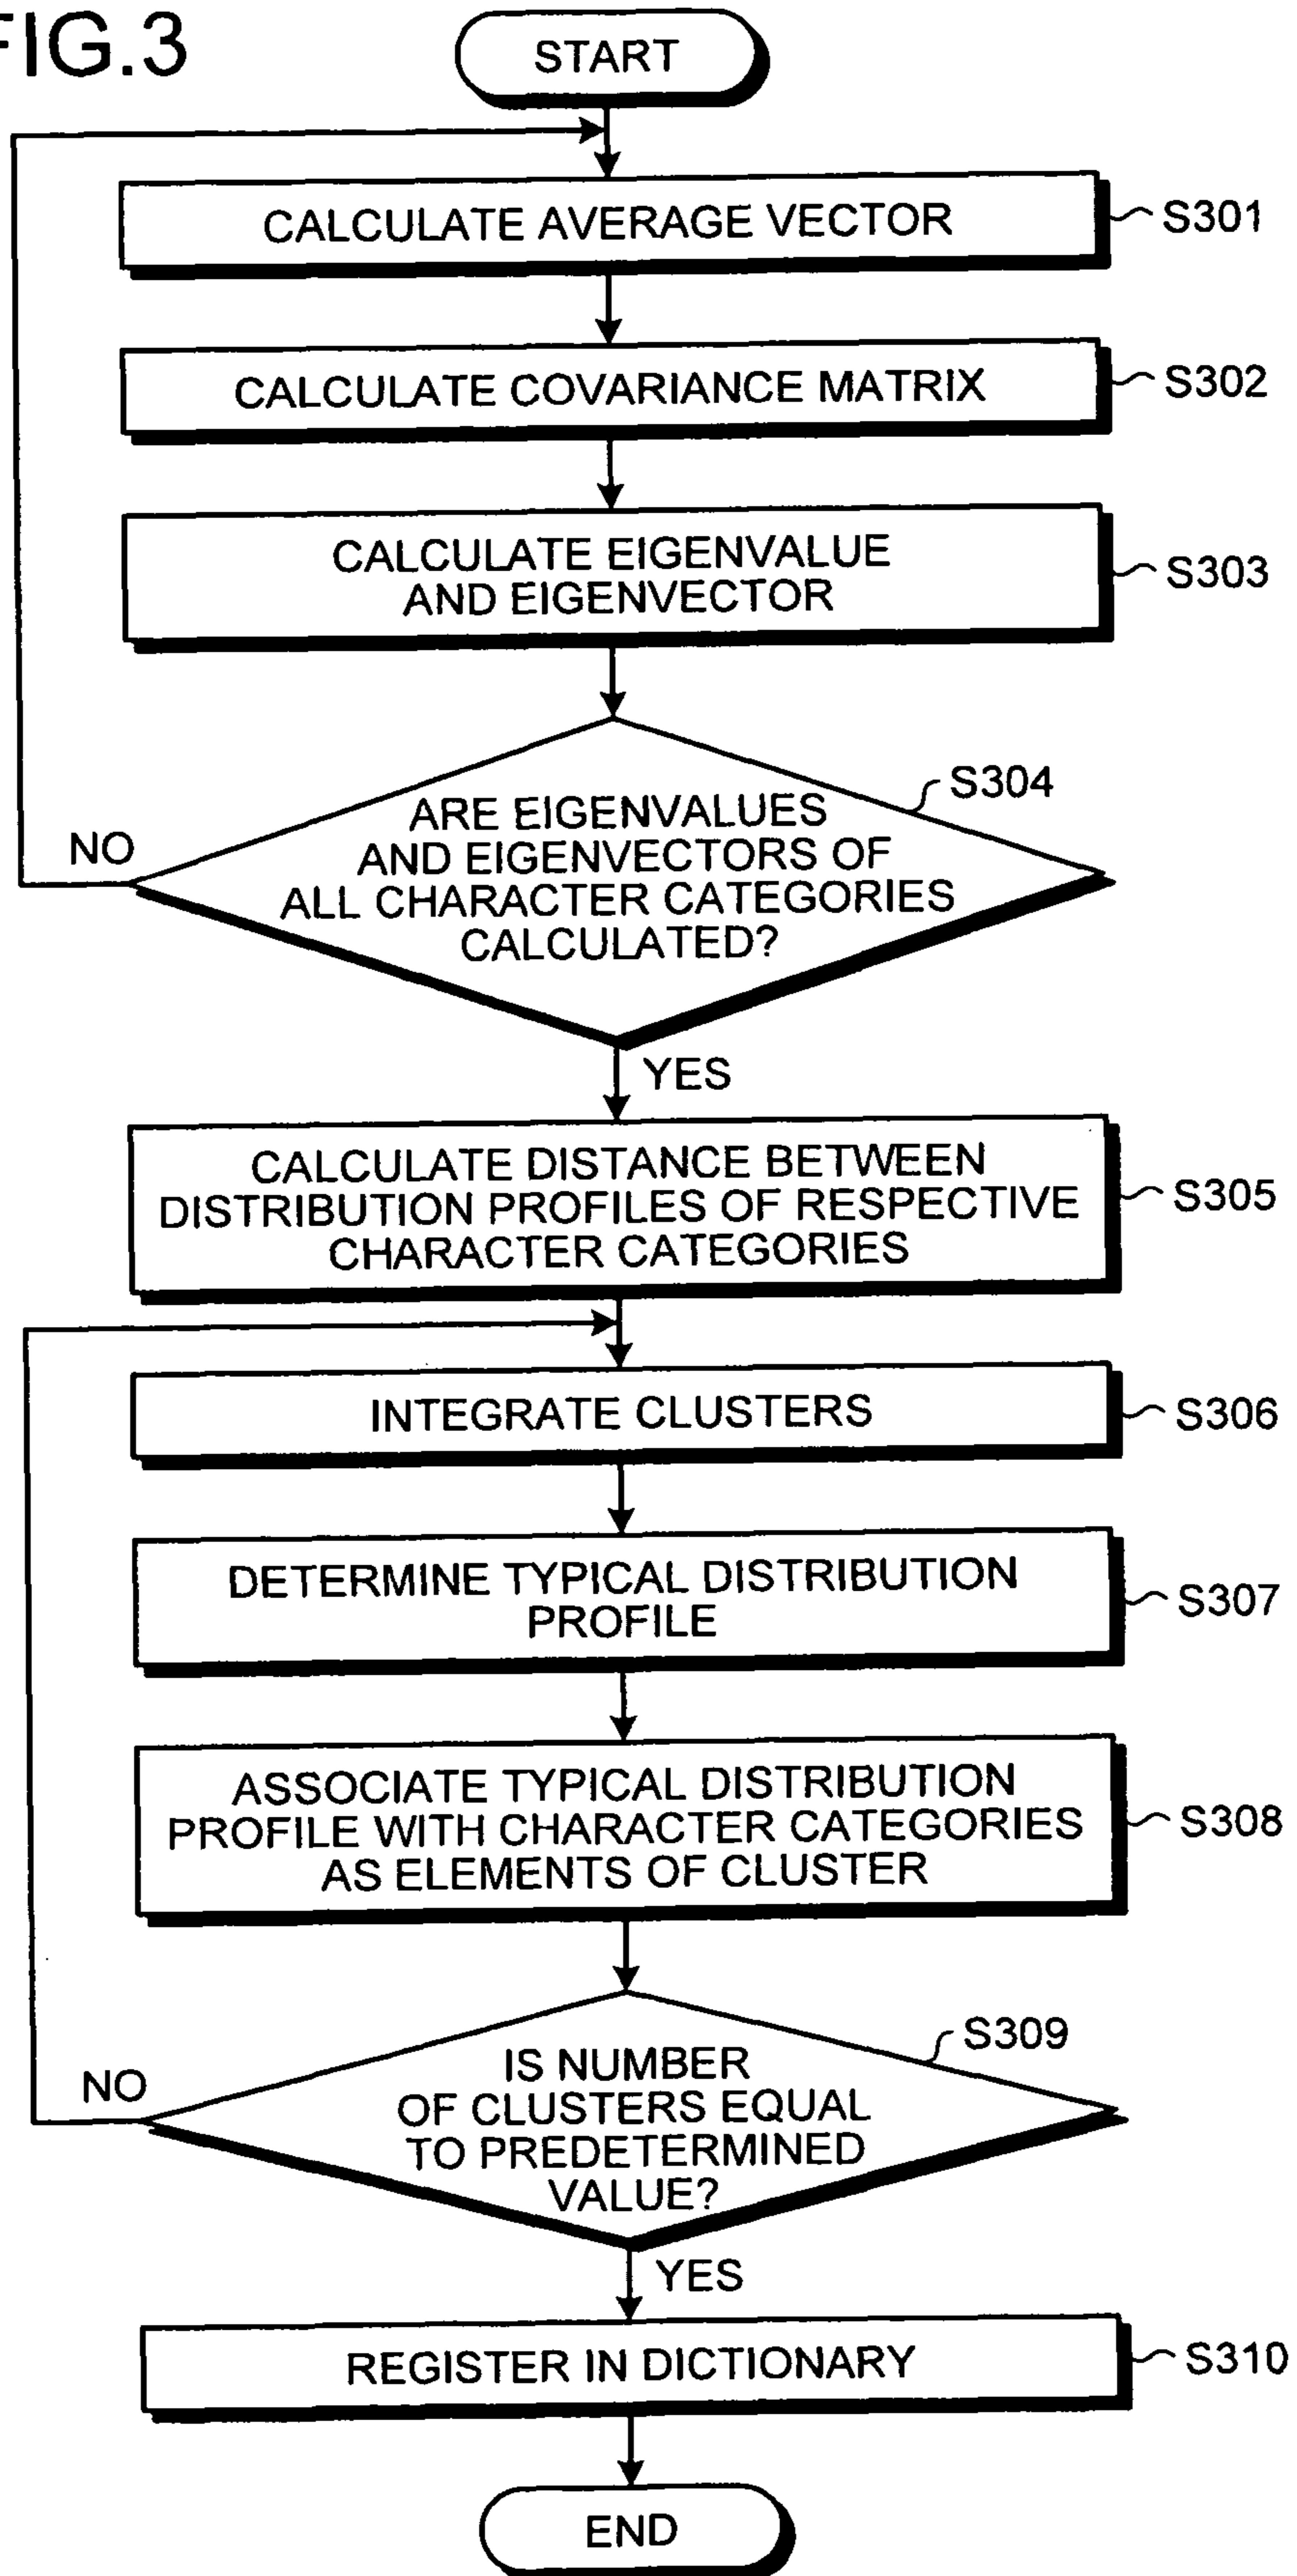 FIG.3
START
CALCULATE AVERAGE VECTOR
S301
CALCULATE COVARIANCE MATRIX
S302
CALCULATE EIGENVALUE
AND EIGENVECTOR
S303
S304
ARE EIGENVALUES
AND EIGENVECTORS OF
ALL CHARACTER CATEGORIES
CALCULATED?
NO
YES
CALCULATE DISTANCE BETWEEN
DISTRIBUTION PROFILES OF RESPECTIVE
CHARACTER CATEGORIES
S305
INTEGRATE CLUSTERS
S306
DETERMINE TYPICAL DISTRIBUTION
PROFILE
S307
ASSOCIATE TYPICAL DISTRIBUTION
PROFILE WITH CHARACTER CATEGORIES
AS ELEMENTS OF CLUSTER
S308
S309
IS NUMBER
OF CLUSTERS EQUAL
TO PREDETERMINED
VALUE?
NO
YES
REGISTER IN DICTIONARY
S310
END